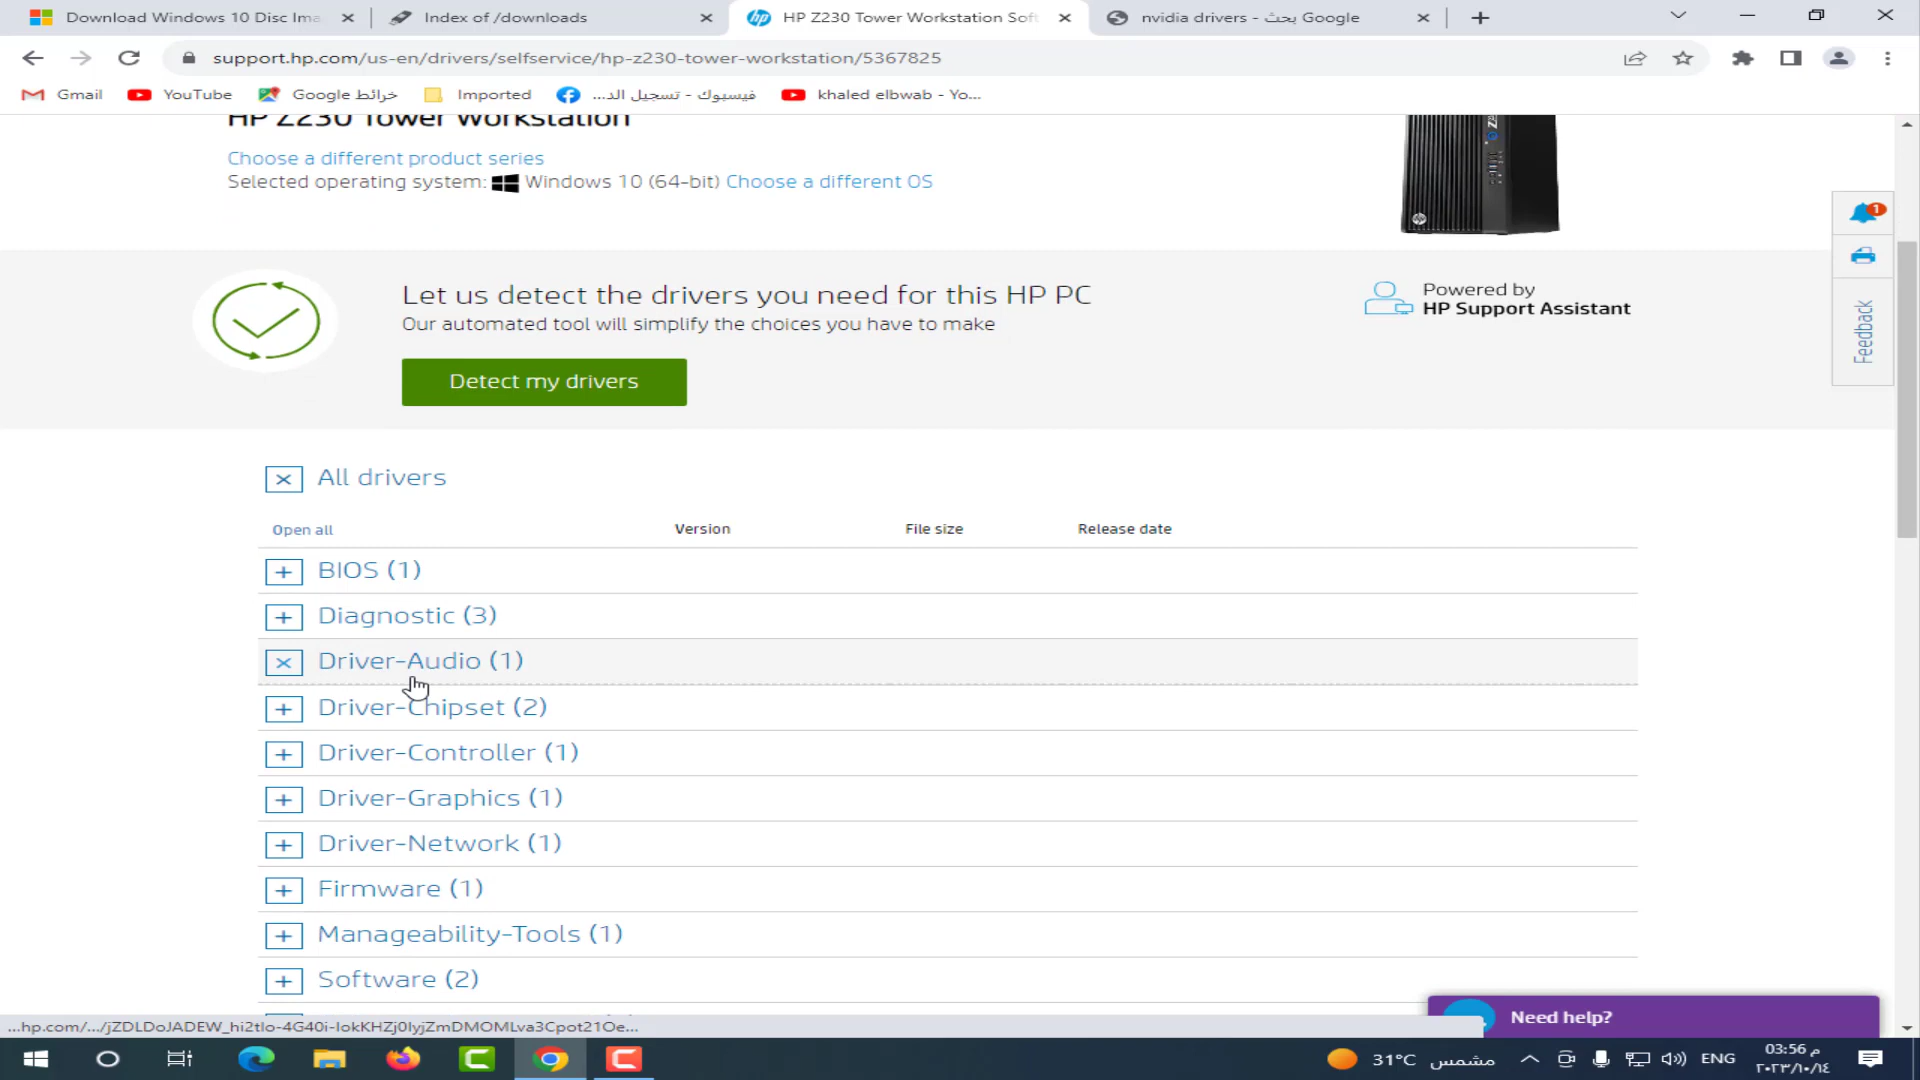 Download Windows 10 Disc Ima
Index of /downloads
HP Z230 Tower Workstation Soft
nvidia drivers - بحث Google
support.hp.com/us-en/drivers/selfservice/hp-z230-tower-workstation/5367825
Gmail
YouTube
خرائط Google
Imported
فيسبوك - تسجيل الد...
khaled elbwab - Yo...
HP Z230 Tower Workstation
Choose a different product series
Selected operating system: Windows 10 (64-bit) Choose a different OS
1
Let us detect the drivers you need for this HP PC
Our automated tool will simplify the choices you have to make
Detect my drivers
Powered by
HP Support Assistant
Feedback
All drivers
Open all Version File size Release date
BIOS (1)
Diagnostic (3)
Driver-Audio (1)
Driver-Chipset (2)
Driver-Controller (1)
Driver-Graphics (1)
Driver-Network (1)
Firmware (1)
Manageability-Tools (1)
Software (2)
Need help?
31°C مشمس
ENG
03:56 م
٢٠٢٣/١٠/١٤